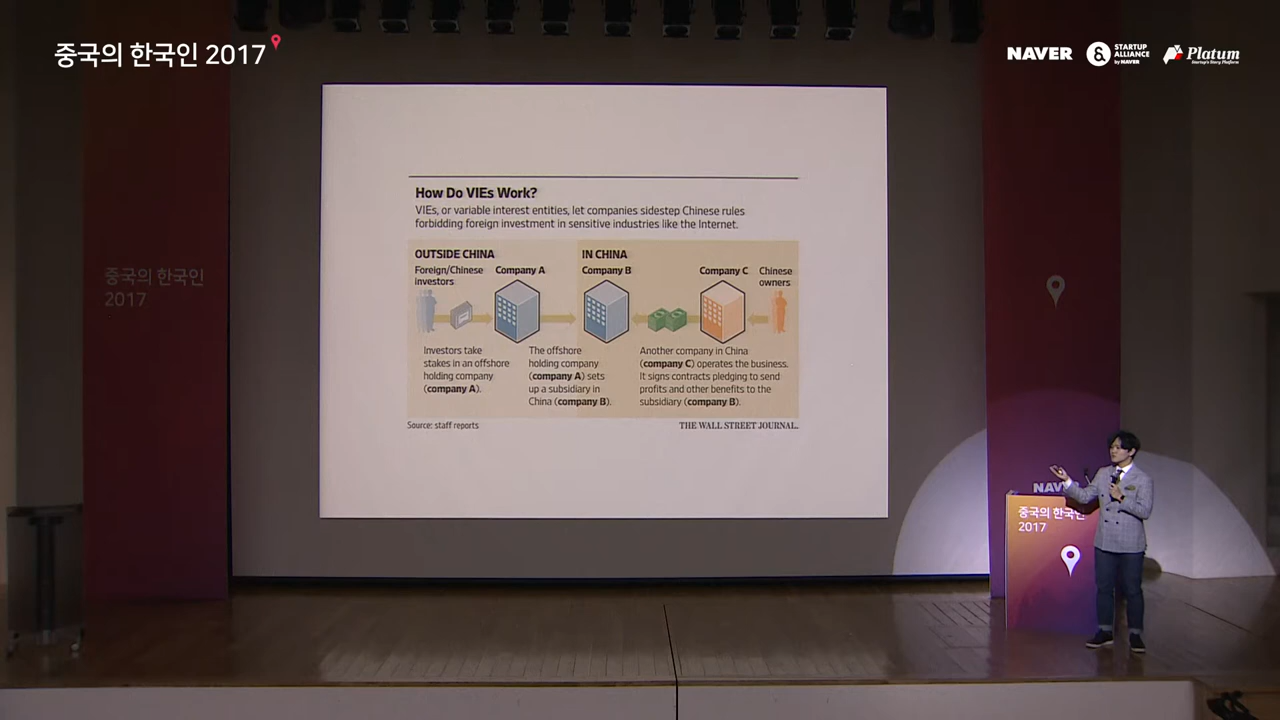 중국의 한국인 2017
NAVER
STARTUP
ALLIANCE
by NAVER
Platum
Startup's Story Platform
How Do VIEs Work?
VIEs, or variable interest entities, let companies sidestep Chinese rules
forbidding foreign investment in sensitive industries like the Internet.
OUTSIDE CHINA
IN CHINA
Foreign/Chinese
investors
Company A
Company B
Company C
Chinese
owners
Investors take
stakes in an offshore
holding company
(company A).
The offshore
holding company
(company A) sets
up a subsidiary in
China (company B).
Another company in China
(company C) operates the business.
It signs contracts pledging to send
profits and other benefits to the
subsidiary (company B).
Source: staff reports
THE WALL STREET JOURNAL.
중국의 한국인
2017
NAVE
중국의 한국인
2017